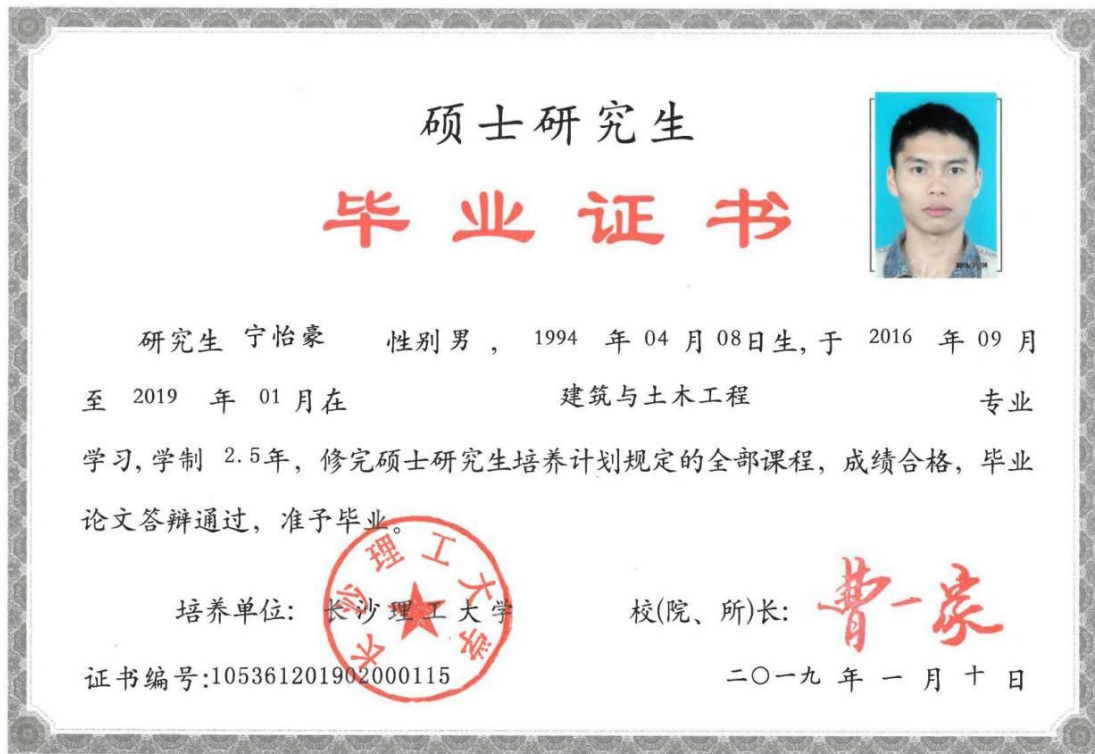 硕士研究生
毕业证书
研究生 宁怡豪 性别 男 , 1994 年 04 月 08日生, 于 2016 年 09 月
至 2019 年 01 月在 建筑与土木工程 专业
学习, 学制 2.5年, 修完硕士研究生培养计划规定的全部课程, 成绩合格, 毕业
论文答辩通过, 准予毕业。
长沙理工大学
培养单位: 长沙理工大学 校(院、所)长: 曹一家
证书编号:105361201902000115 二〇一九 年 一 月 十 日